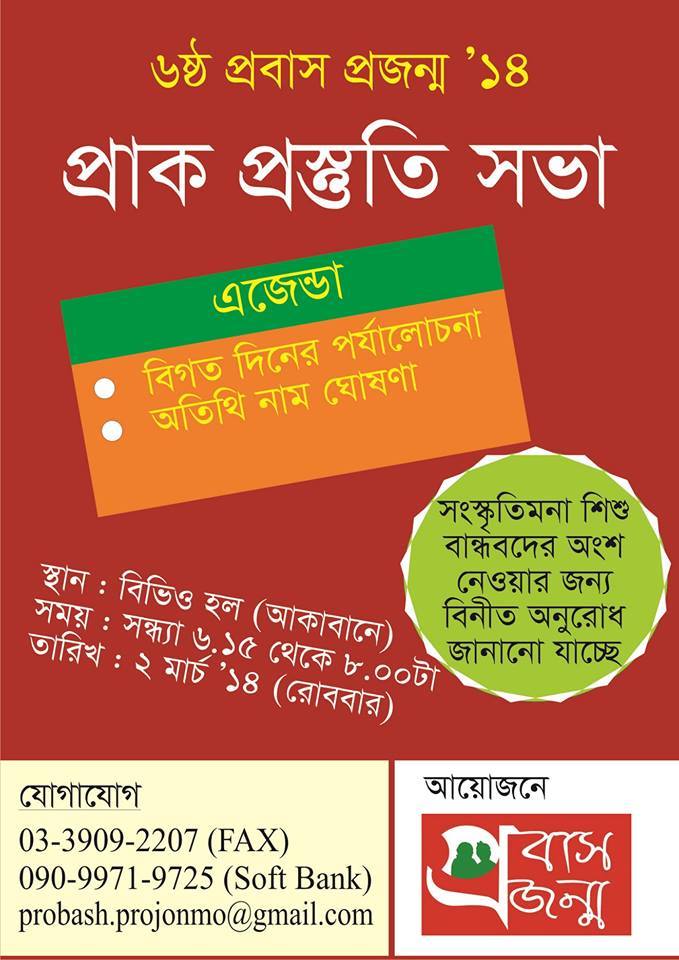 ৬ষ্ঠ প্রবাস প্রজন্ম ’১৪
প্রাক প্রস্তুতি সভা
এজেন্ডা
বিগত দিনের পর্যালোচনা
অতিথি নাম ঘোষণা
সংস্কৃতিমনা শিশু
বান্ধবদের অংশ
নেওয়ার জন্য
বিনীত অনুরোধ
জানানো যাচ্ছে
স্থান : বিভিও হল (আকাবানে)
সময় : সন্ধ্যা ৬.১৫ থেকে ৮.০০টা
তারিখ : ২ মার্চ ’১৪ (রোববার)
যোগাযোগ
03-3909-2207 (FAX)
090-9971-9725 (Soft Bank)
probash.projonmo@gmail.com
আয়োজনে
প্রবাস
প্রজন্ম